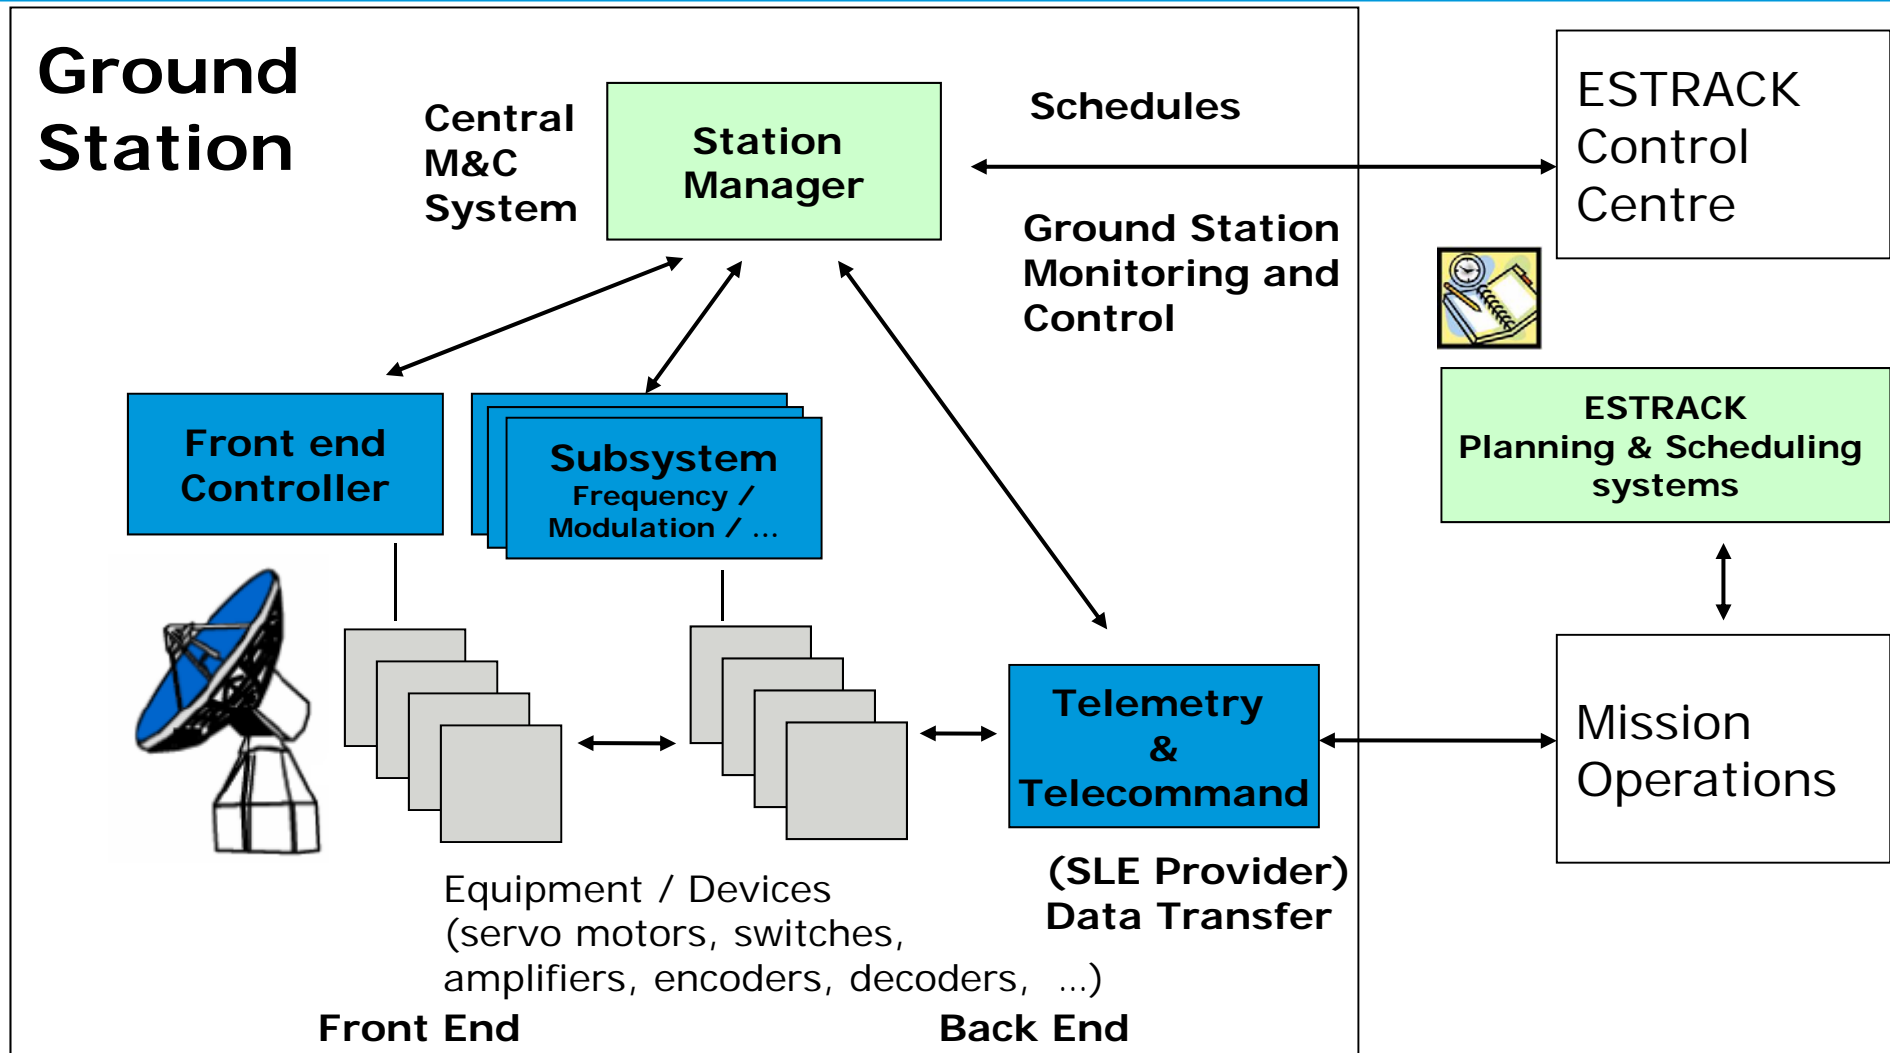 Ground
Station
Central
M&C
System
Station
Manager
Schedules
Ground Station
Monitoring and
Control
ESTRACK
Control
Centre
ESTRACK
Planning & Scheduling
systems
Front end
Controller
Subsystem
Frequency /
Modulation / ...
Telemetry
&
Telecommand
Mission
Operations
(SLE Provider)
Data Transfer
Equipment / Devices
(servo motors, switches,
amplifiers, encoders, decoders, ...)
Front End
Back End